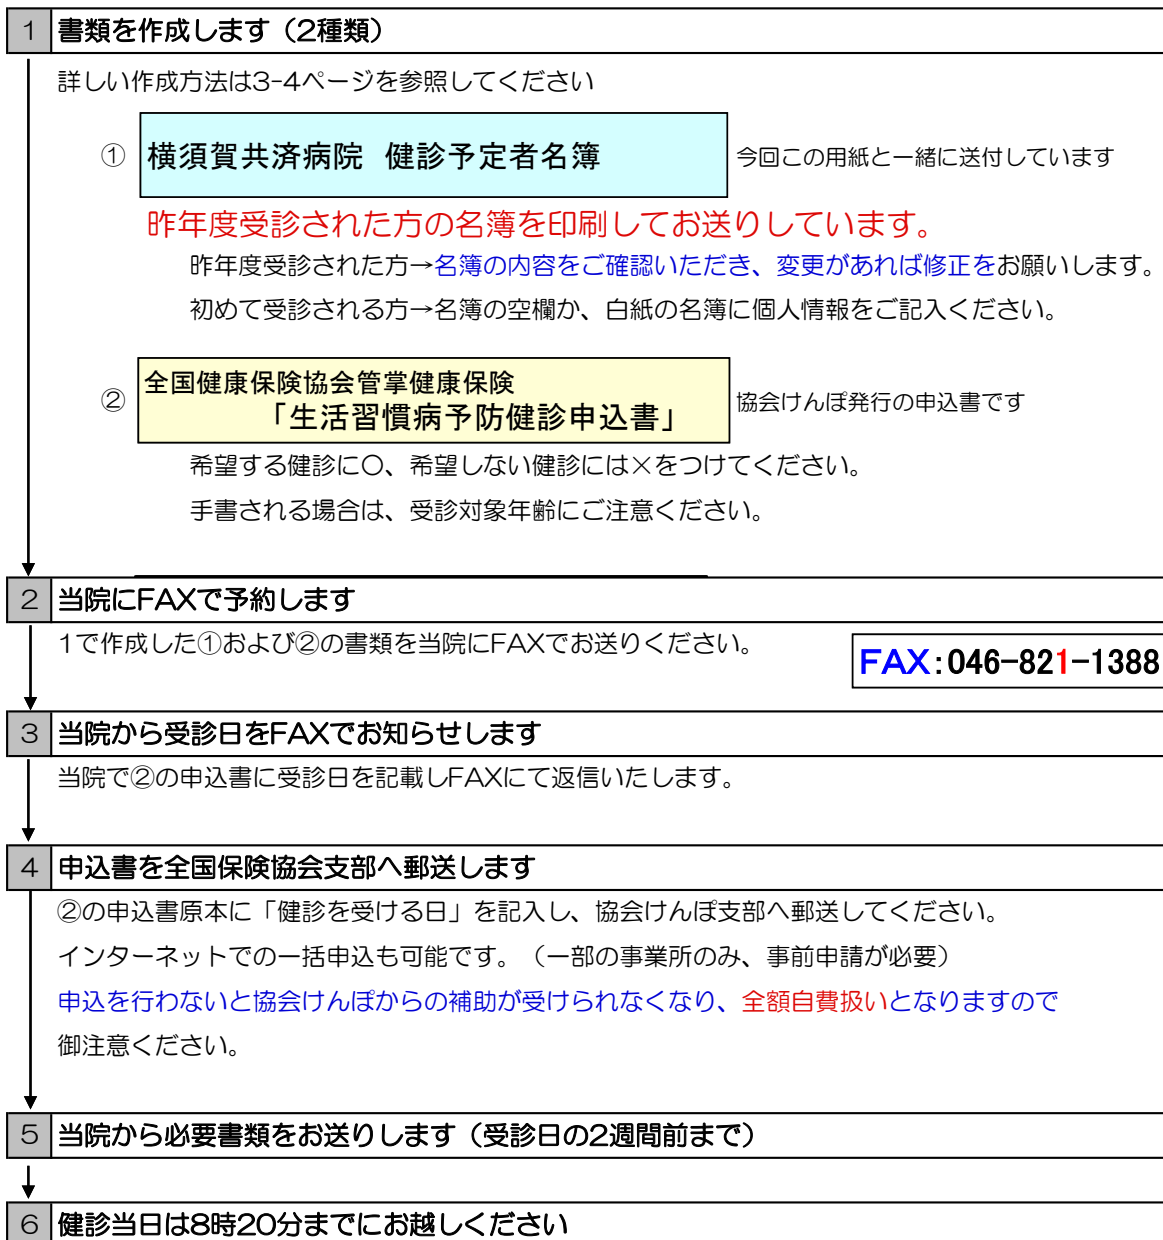 1 書類を作成します（2種類）
詳しい作成方法は3-4ページを参照してください
① 横須賀共済病院 健診予定者名簿 今回この用紙と一緒に送付しています
昨年度受診された方の名簿を印刷してお送りしています。
昨年度受診された方→名簿の内容をご確認いただき、変更があれば修正をお願いします。
初めて受診される方→名簿の空欄か、白紙の名簿に個人情報をご記入ください。
全国健康保険協会管掌健康保険
② 「生活習慣病予防健診申込書」 協会けんぽ発行の申込書です
希望する健診に〇、希望しない健診には×をつけてください。
手書される場合は、受診対象年齢にご注意ください。
2 当院にFAXで予約します
1で作成した①および②の書類を当院にFAXでお送りください。
FAX:046-821-1388
3 当院から受診日をFAXでお知らせします
当院で②の申込書に受診日を記載しFAXにて返信いたします。
4 申込書を全国保険協会支部へ郵送します
②の申込書原本に「健診を受ける日」を記入し、協会けんぽ支部へ郵送してください。
インターネットでの一括申込も可能です。（一部の事業所のみ、事前申請が必要）
申込を行わないと協会けんぽからの補助が受けられなくなり、全額自費扱いとなりますので
御注意ください。
5 当院から必要書類をお送りします（受診日の2週間前まで）
6 健診当日は8時20分までにお越しください